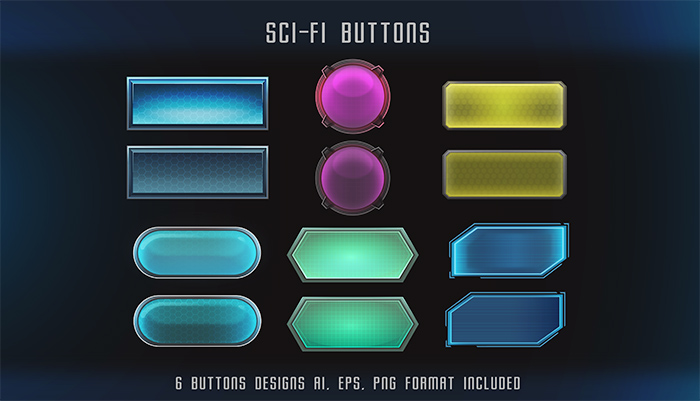 SCI-FI BUTTONS
6 BUTTONS DESIGNS AI, EPS, PNG FORMAT INCLUDED